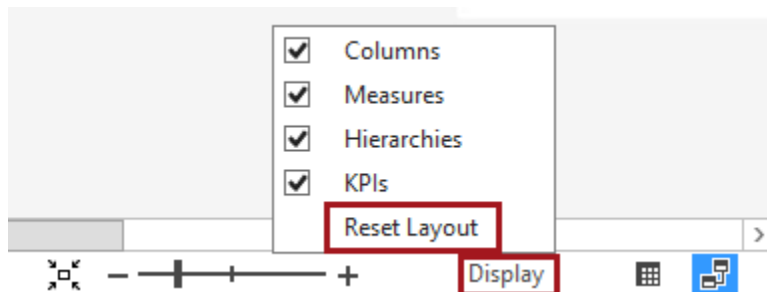 Columns
Measures
Hierarchies
KPIs
Reset Layout
Display